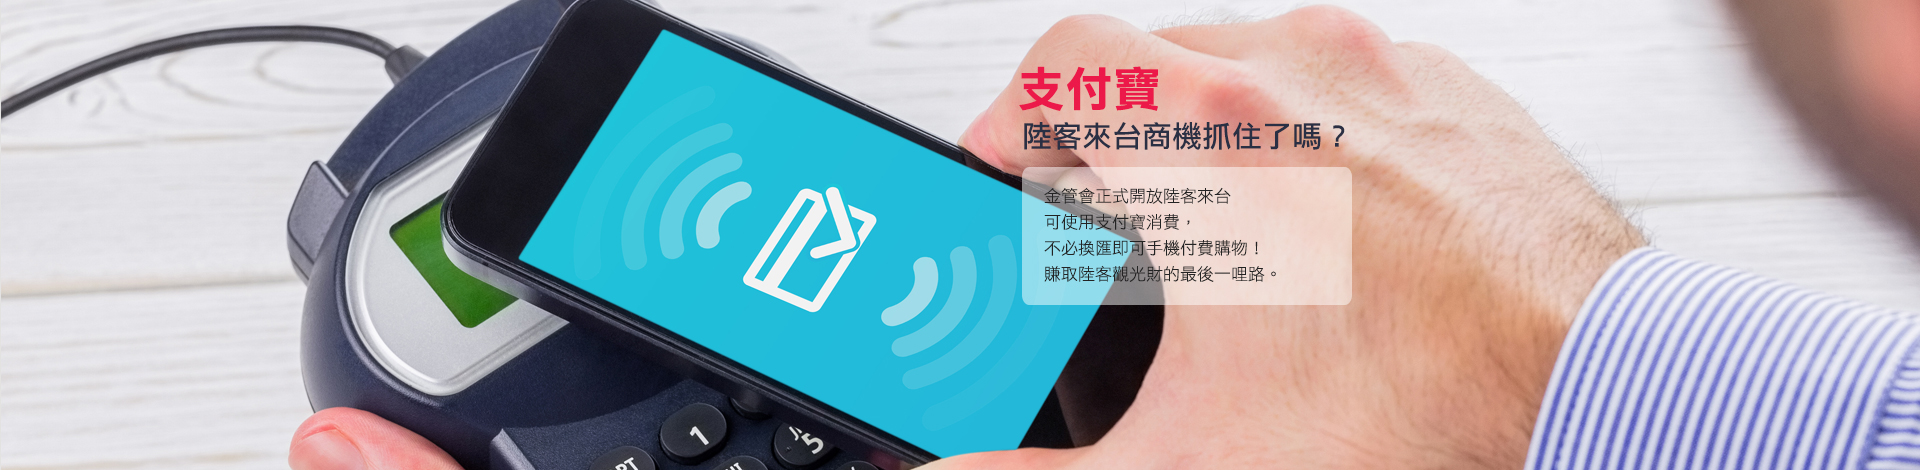 支付寶
陸客來台商機抓住了嗎？
金管會正式開放陸客來台
可使用支付寶消費，
不必換匯即可手機付費購物！
賺取陸客觀光財的最後一哩路。
1
5